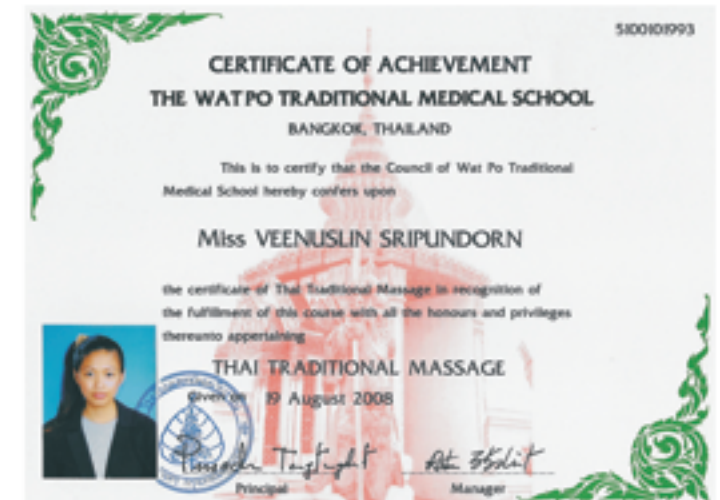 5100101993
CERTIFICATE OF ACHIEVEMENT
THE WAT PO TRADITIONAL MEDICAL SCHOOL
BANGKOK, THAILAND
This is to certify that the Council of Wat Po Traditional
Medical School hereby confers upon
Miss VEENUSLIN SRIPUNDORN
the certificate of Thai Traditional Massage in recognition of
the fulfillment of this course with all the honours and privileges
thereunto appertaining
THAI TRADITIONAL MASSAGE
Given on 19 August 2008
Principal
Manager